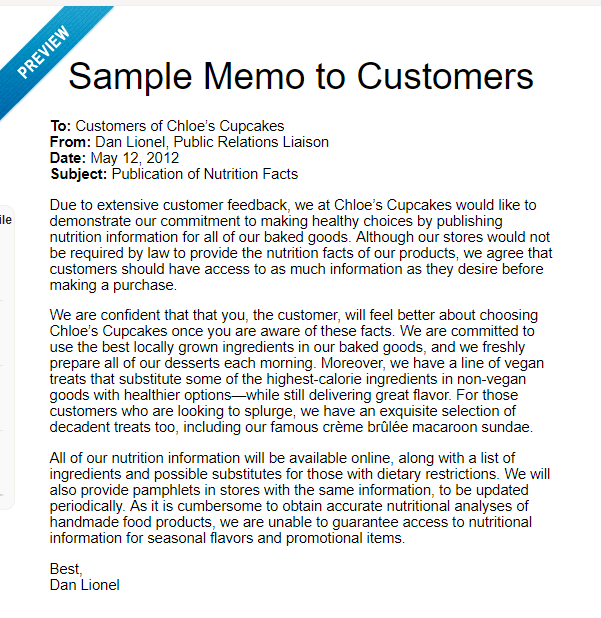 PREVIEW
Sample Memo to Customers
To: Customers of Chloe’s Cupcakes
From: Dan Lionel, Public Relations Liaison
Date: May 12, 2012
Subject: Publication of Nutrition Facts
ile
Due to extensive customer feedback, we at Chloe’s Cupcakes would like to
demonstrate our commitment to making healthy choices by publishing
nutrition information for all of our baked goods. Although our stores would not
be required by law to provide the nutrition facts of our products, we agree that
customers should have access to as much information as they desire before
making a purchase.
We are confident that that you, the customer, will feel better about choosing
Chloe’s Cupcakes once you are aware of these facts. We are committed to
use the best locally grown ingredients in our baked goods, and we freshly
prepare all of our desserts each morning. Moreover, we have a line of vegan
treats that substitute some of the highest-calorie ingredients in non-vegan
goods with healthier options—while still delivering great flavor. For those
customers who are looking to splurge, we have an exquisite selection of
decadent treats too, including our famous crème brûlée macaroon sundae.
All of our nutrition information will be available online, along with a list of
ingredients and possible substitutes for those with dietary restrictions. We will
also provide pamphlets in stores with the same information, to be updated
periodically. As it is cumbersome to obtain accurate nutritional analyses of
handmade food products, we are unable to guarantee access to nutritional
information for seasonal flavors and promotional items.
Best,
Dan Lionel